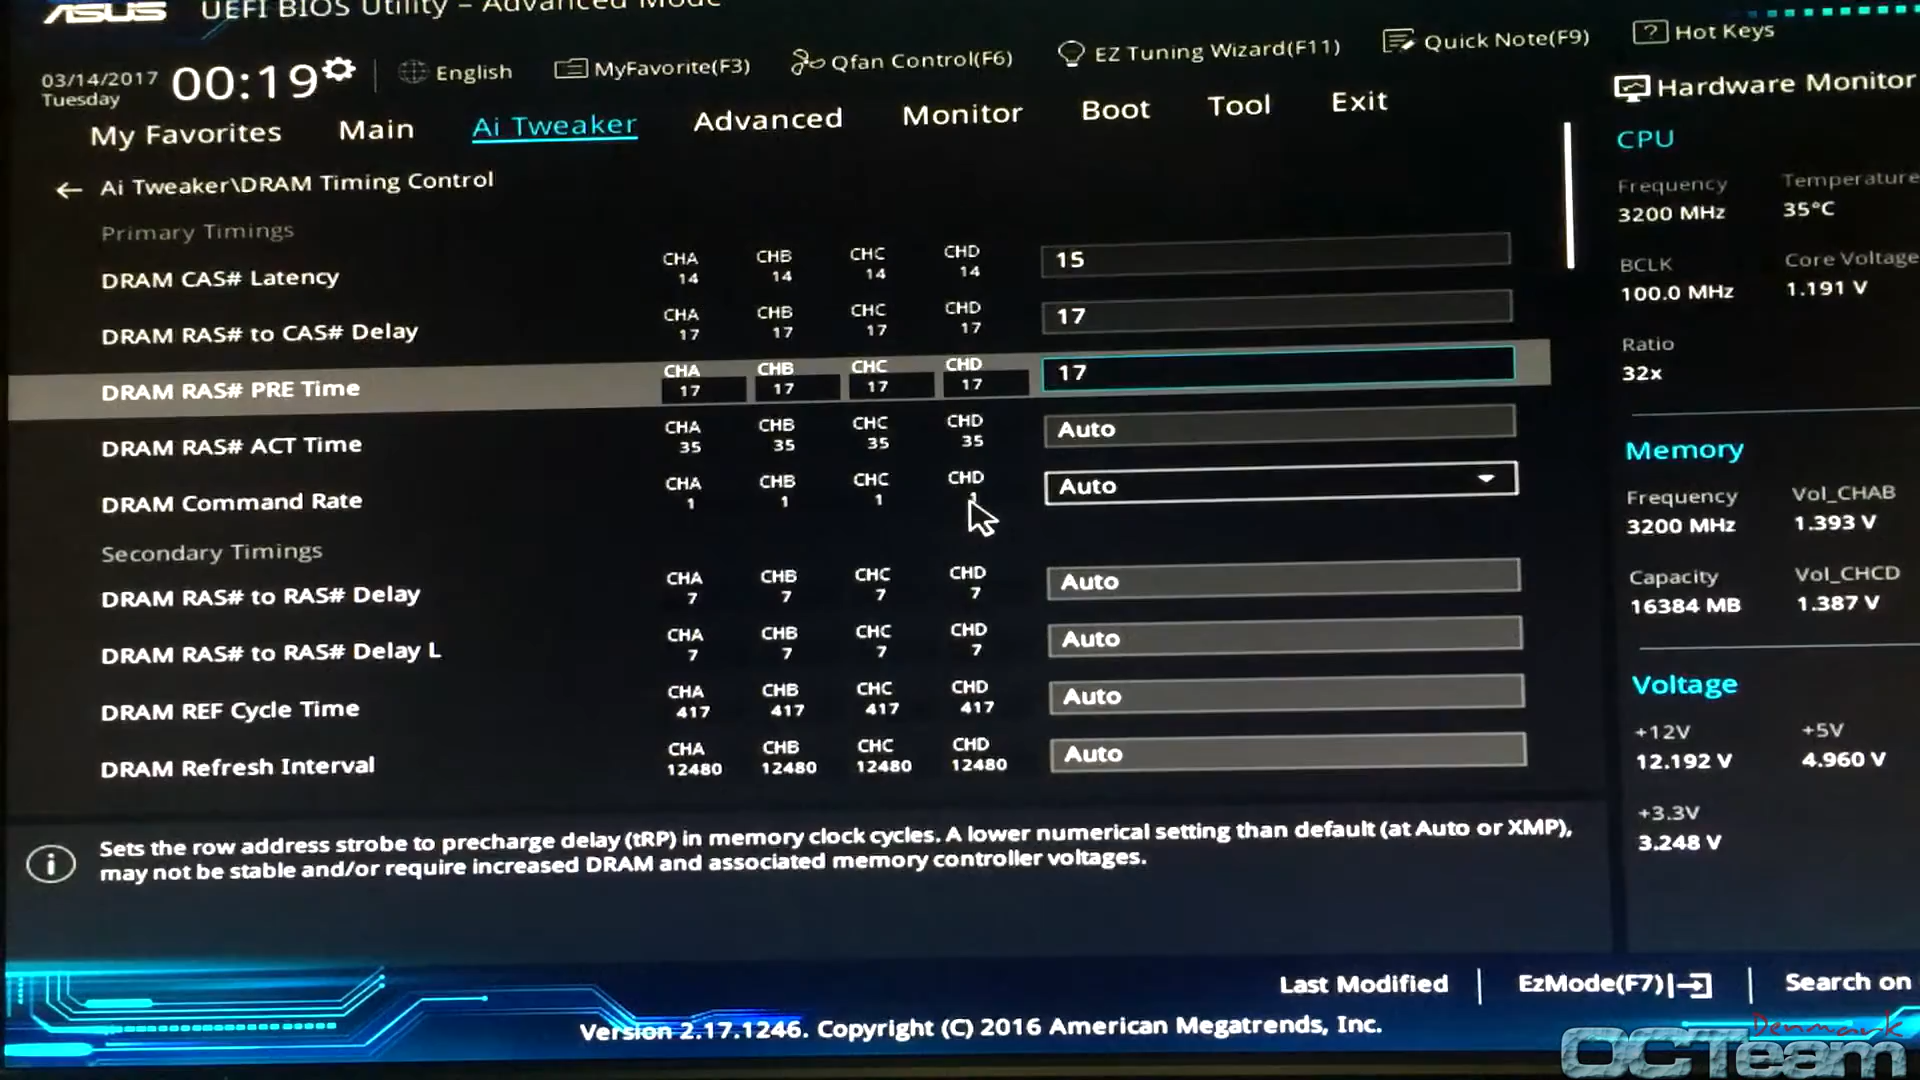 ASUS UEFI BIOS Utility – Advanced Mode
03/14/2017
Tuesday
00:19
English
MyFavorite(F3)
Qfan Control(F6)
EZ Tuning Wizard(F11)
Quick Note(F9)
? Hot Keys
My Favorites Main Ai Tweaker Advanced Monitor Boot Tool Exit
Ai Tweaker\DRAM Timing Control
Primary Timings
DRAM CAS# Latency
CHA CHB CHC CHD
14 14 14 14
15
DRAM RAS# to CAS# Delay
CHA CHB CHC CHD
17 17 17 17
17
DRAM RAS# PRE Time
CHA CHB CHC CHD
17 17 17 17
17
DRAM RAS# ACT Time
CHA CHB CHC CHD
35 35 35 35
Auto
DRAM Command Rate
CHA CHB CHC CHD
1 1 1 1
Auto
Secondary Timings
DRAM RAS# to RAS# Delay
CHA CHB CHC CHD
7 7 7 7
Auto
DRAM RAS# to RAS# Delay L
CHA CHB CHC CHD
7 7 7 7
Auto
DRAM REF Cycle Time
CHA CHB CHC CHD
417 417 417 417
Auto
DRAM Refresh Interval
CHA CHB CHC CHD
12480 12480 12480 12480
Auto
Sets the row address strobe to precharge delay (tRP) in memory clock cycles. A lower numerical setting than default (at Auto or XMP),
may not be stable and/or require increased DRAM and associated memory controller voltages.
Hardware Monitor
CPU
Frequency Temperature
3200 MHz 35°C
BCLK Core Voltage
100.0 MHz 1.191 V
Ratio
32x
Memory
Frequency Vol_CHAB
3200 MHz 1.393 V
Capacity Vol_CHCD
16384 MB 1.387 V
Voltage
+12V +5V
12.192 V 4.960 V
+3.3V
3.248 V
Last Modified
EzMode(F7)
Search on
Version 2.17.1246. Copyright (C) 2016 American Megatrends, Inc.
Denmark
OCTeam